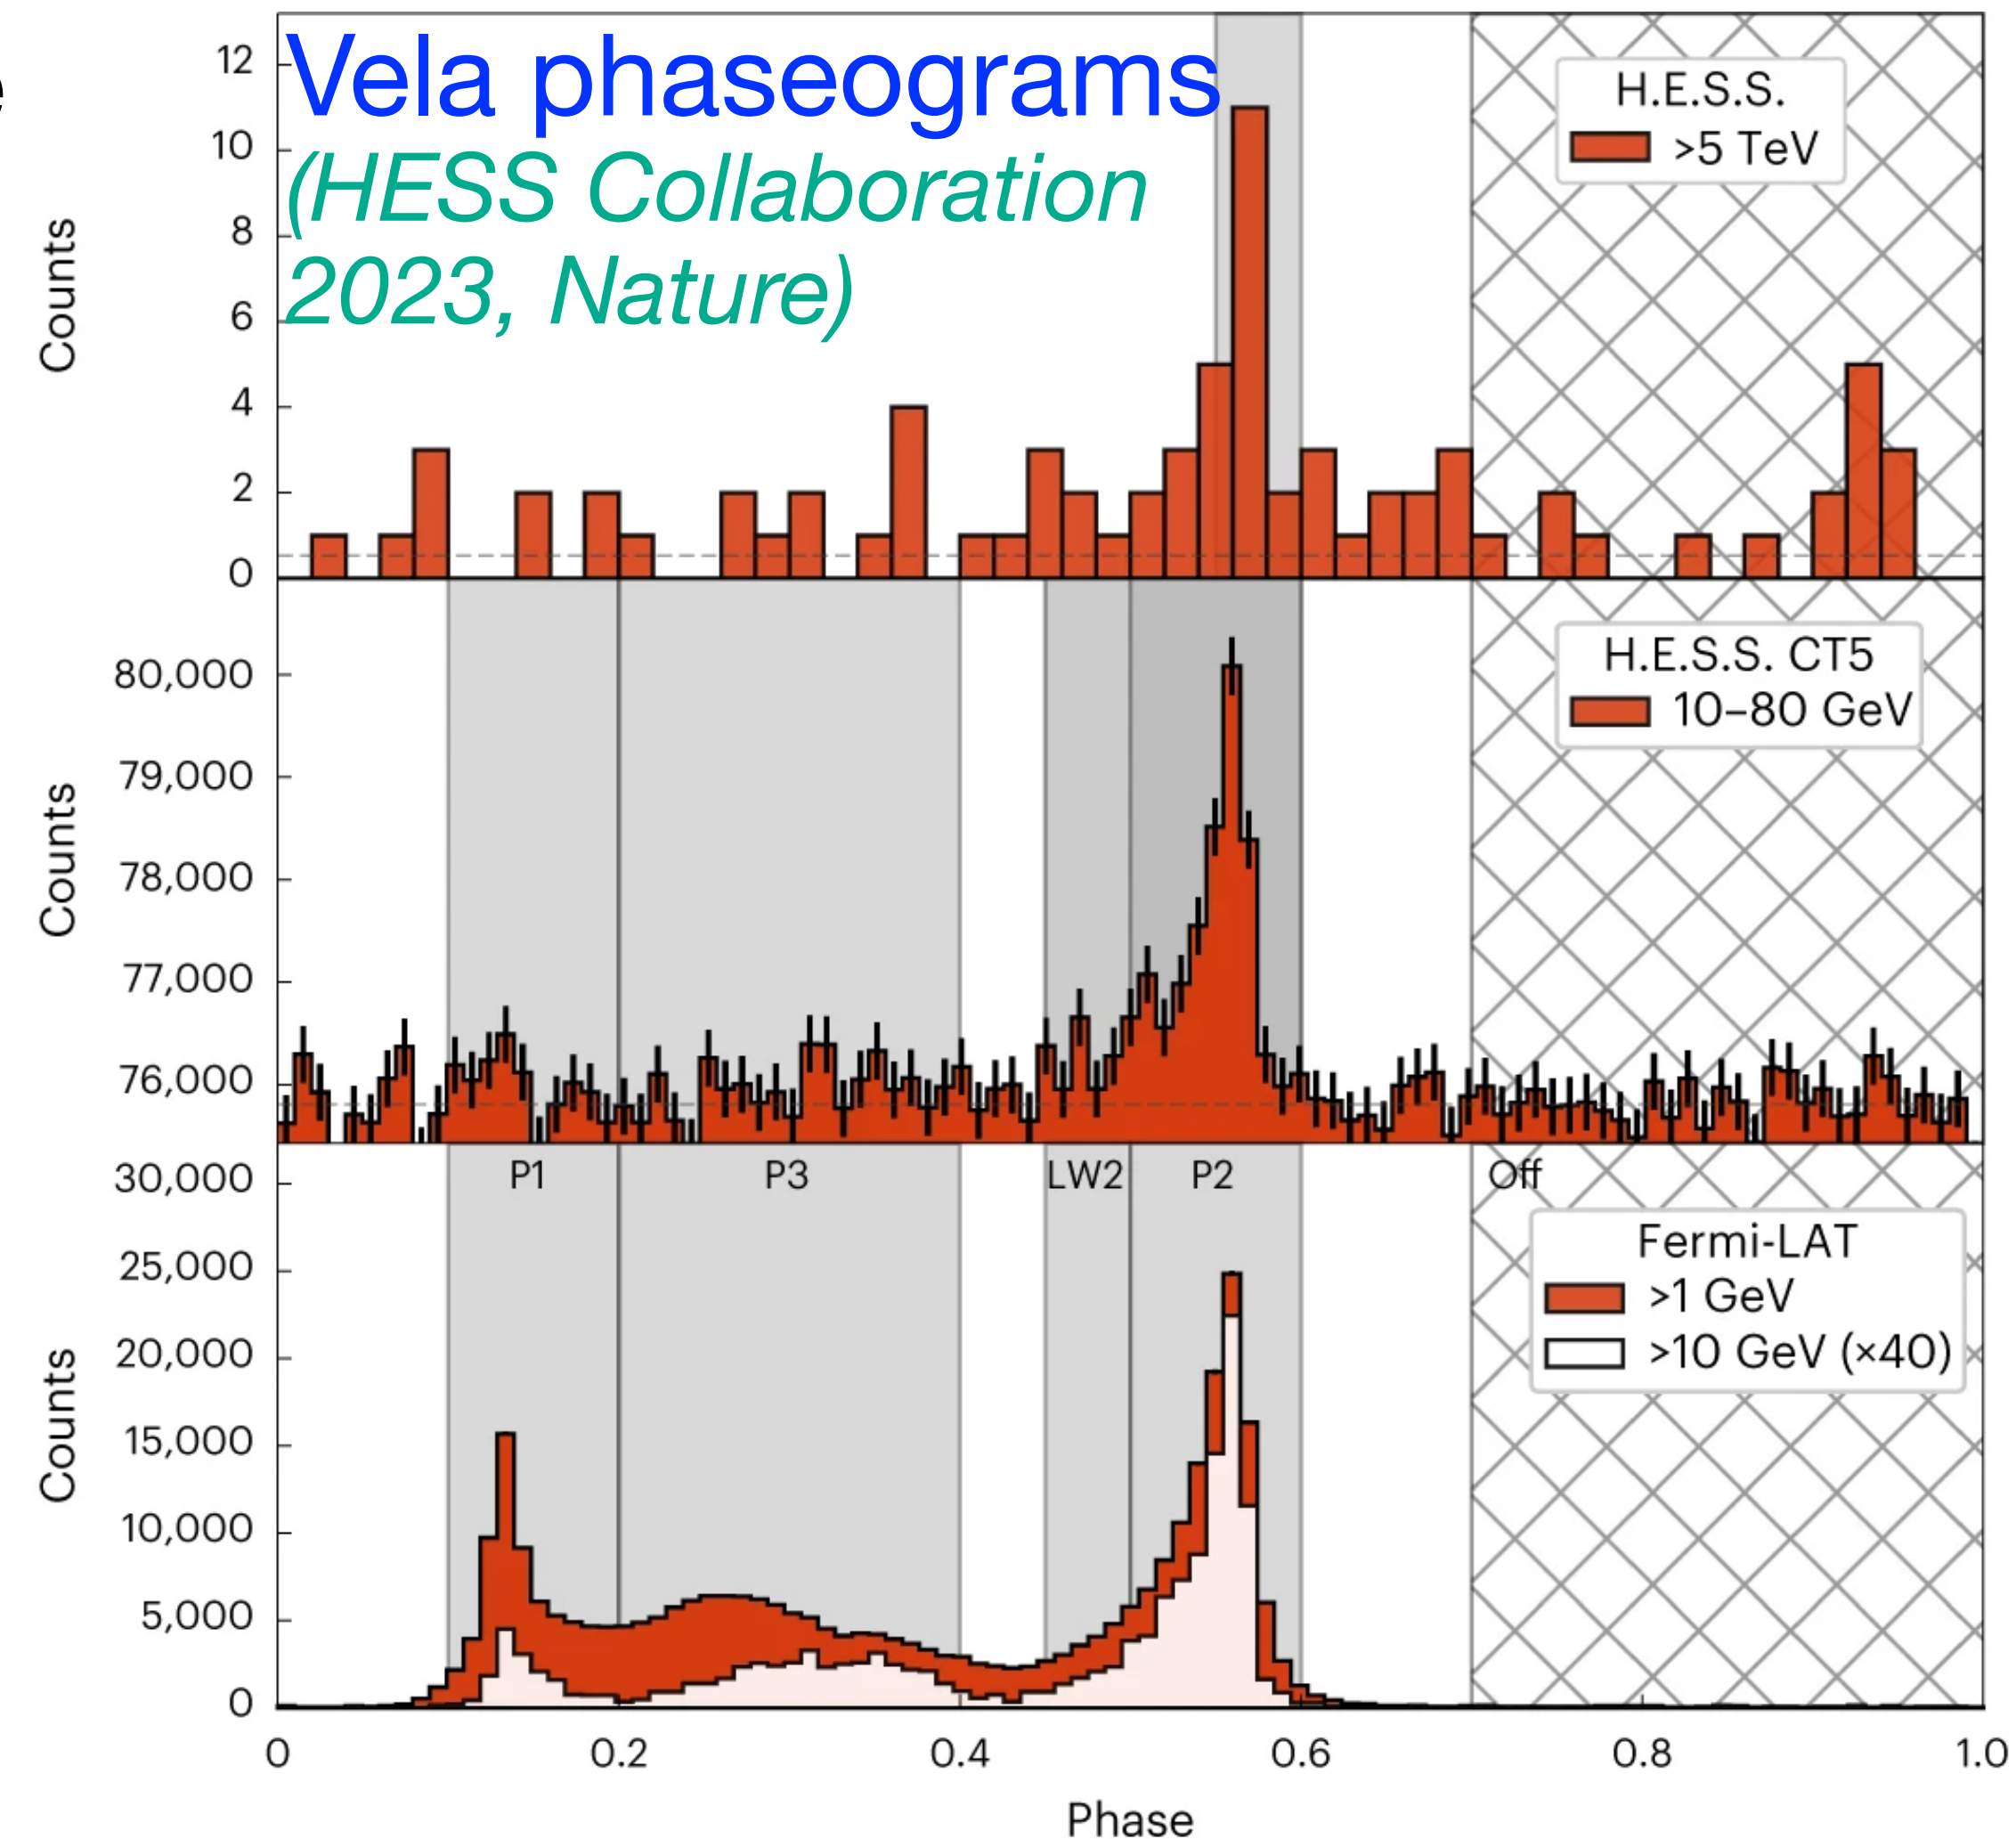 Vela phaseograms
(HESS Collaboration
2023, Nature)
H.E.S.S.
>5 TeV
12
10
8
6
4
2
0
Counts
H.E.S.S. CT5
10–80 GeV
80,000
79,000
78,000
77,000
76,000
Counts
P1 P3 LW2 P2 Off
Fermi-LAT
>1 GeV
>10 GeV (×40)
30,000
25,000
20,000
15,000
10,000
5,000
0
Counts
0 0.2 0.4 0.6 0.8 1.0
Phase